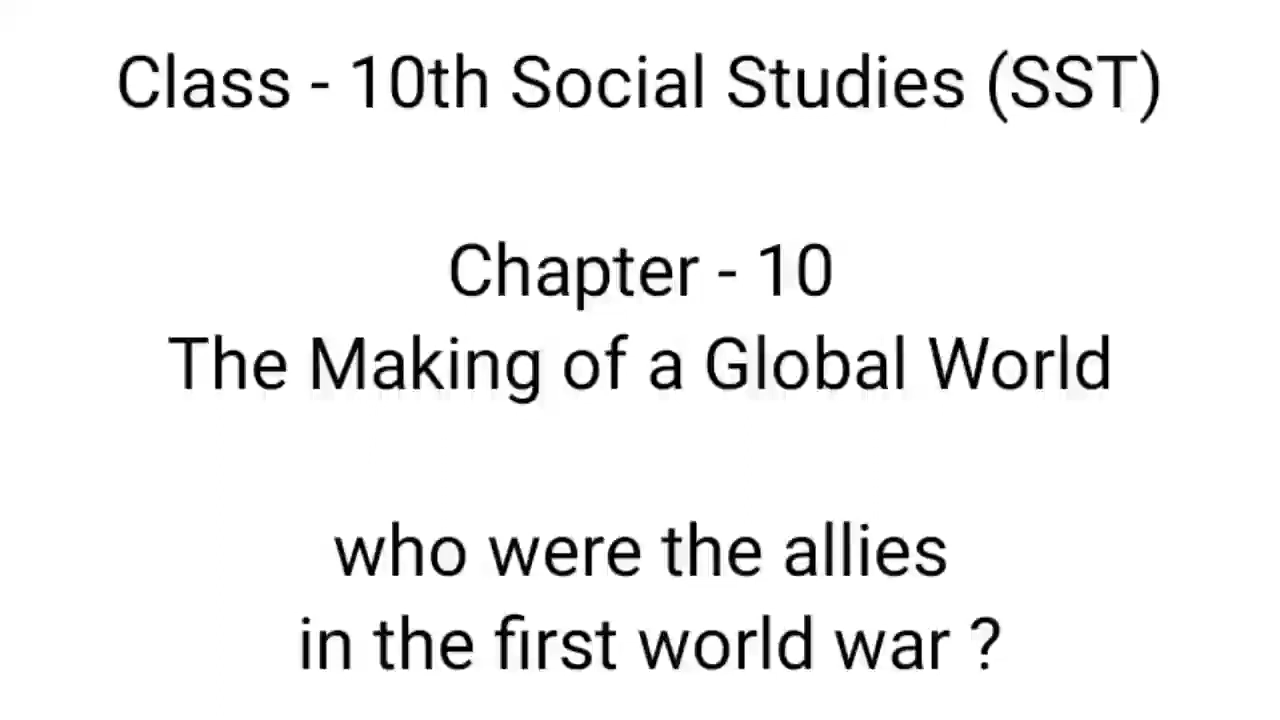 Class - 10th Social Studies (SST)
Chapter - 10
The Making of a Global World
who were the allies
in the first world war ?